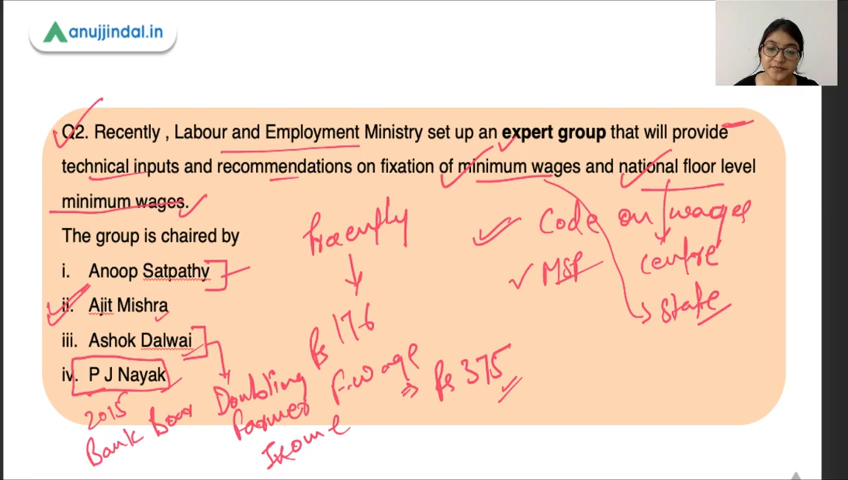 anujjindal.in
Q2. Recently , Labour and Employment Ministry set up an expert group that will provide
technical inputs and recommendations on fixation of minimum wages and national floor level
minimum wages.
The group is chaired by
i. Anoop Satpathy
ii. Ajit Mishra
iii. Ashok Dalwai
iv. P J Nayak
Code on wages
centre
MSP
state
Rs 176
F.wage
⇒ Rs 375
2015
Bank Boar
Doubling
Farmer